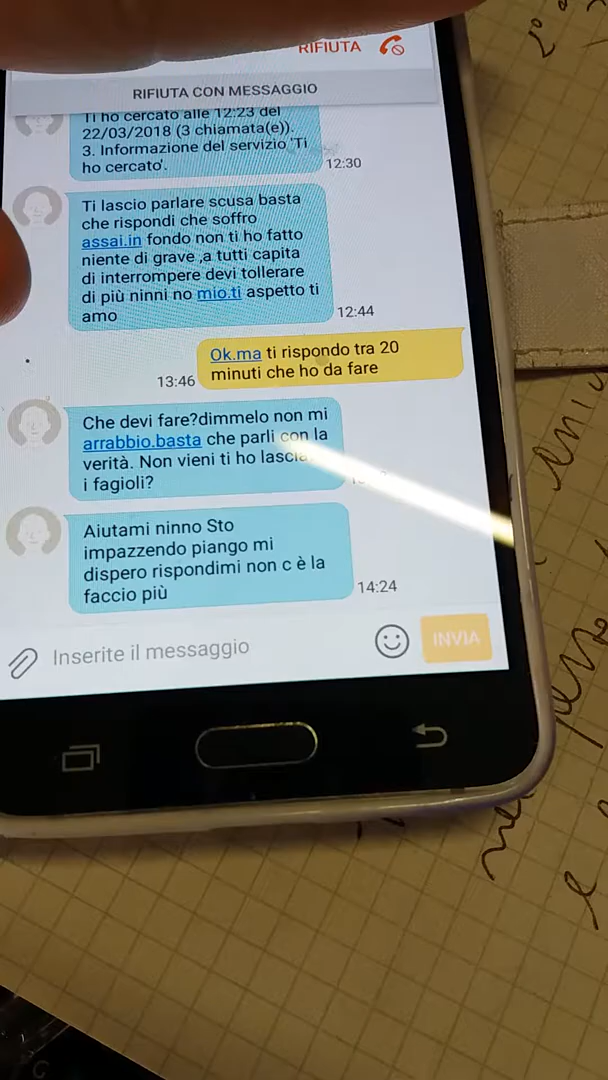 RIFIUTA
RIFIUTA CON MESSAGGIO
Ti ho cercato alle 12:23 del
22/03/2018 (3 chiamata(e)).
3. Informazione del servizio 'Ti
ho cercato'.
12:30
Ti lascio parlare scusa basta
che rispondi che soffro
assai.in fondo non ti ho fatto
niente di grave ,a tutti capita
di interrompere devi tollerare
di più ninni no mio.ti aspetto ti
amo
12:44
Ok.ma ti rispondo tra 20
minuti che ho da fare
13:46
Che devi fare?dimmelo non mi
arrabbio.basta che parli con la
verità. Non vieni ti ho
i fagioli?
Aiutami ninno Sto
impazzendo piango mi
dispero rispondimi non c è la
faccio più
14:24
Inserite il messaggio
INVIA